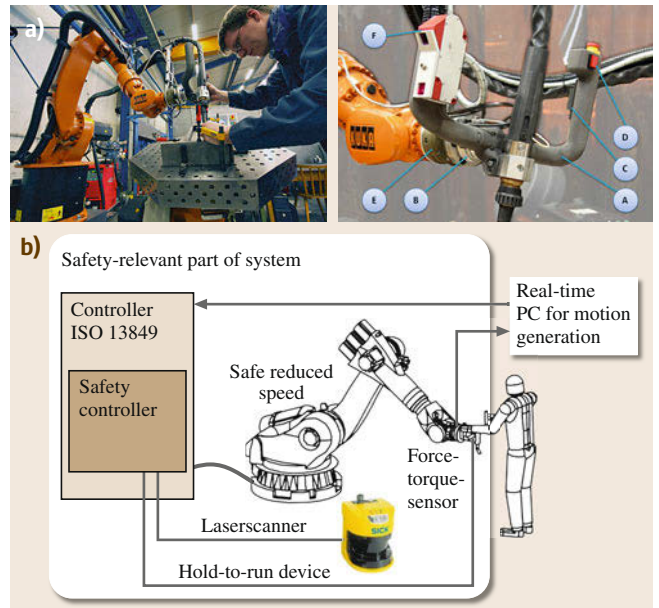 a)
F
D
C
E
B
A
b)
Safety-relevant part of system
Controller
ISO 13849
Safety
controller
Safe reduced
speed
Real-time
PC for motion
generation
Force-
torque-
sensor
Laserscanner
SICK
Hold-to-run device